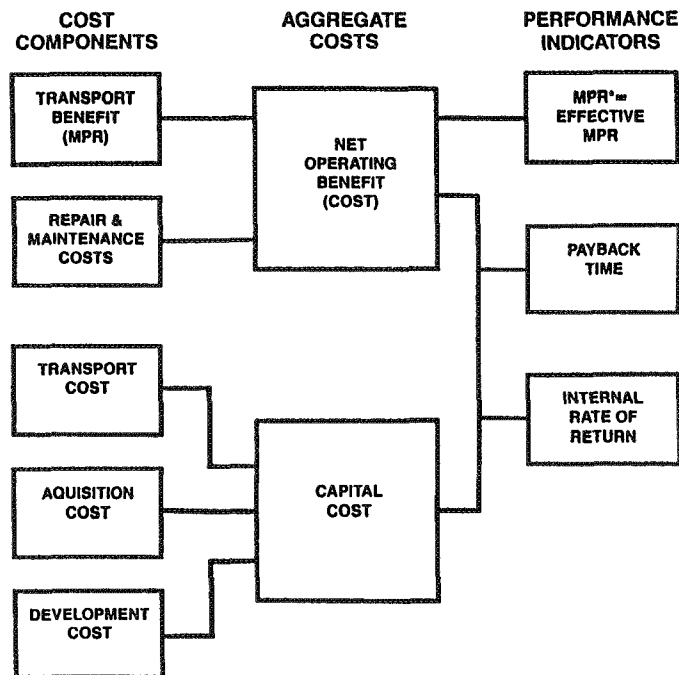 COST
COMPONENTS
AGGREGATE
COSTS
PERFORMANCE
INDICATORS
TRANSPORT
BENEFIT
(MPR)
REPAIR &
MAINTENANCE
COSTS
TRANSPORT
COST
AQUISITION
COST
DEVELOPMENT
COST
NET
OPERATING
BENEFIT
(COST)
CAPITAL
COST
MPR*=
EFFECTIVE
MPR
PAYBACK
TIME
INTERNAL
RATE OF
RETURN